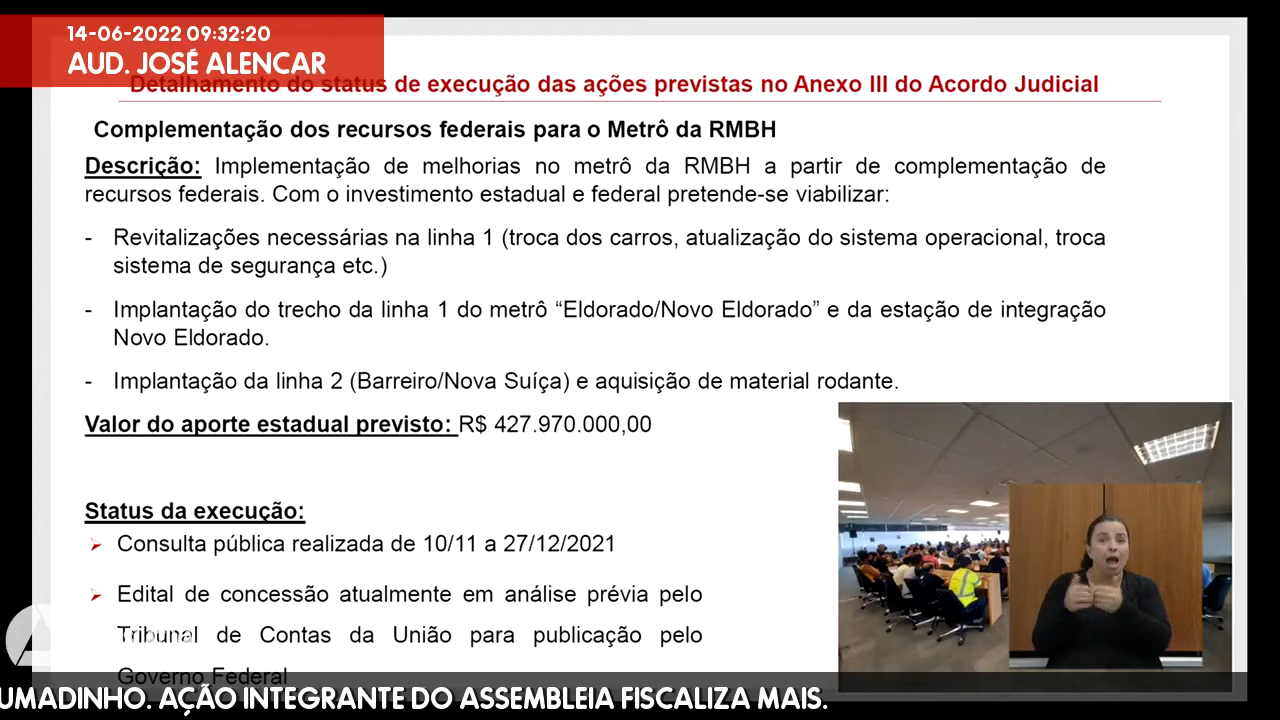 14-06-2022 09:32:20
AUD. JOSÉ ALENCAR
Detalhamento do status de execução das ações previstas no Anexo III do Acordo Judicial
Complementação dos recursos federais para o Metrô da RMBH
Descrição: Implementação de melhorias no metrô da RMBH a partir de complementação de
recursos federais. Com o investimento estadual e federal pretende-se viabilizar:
- Revitalizações necessárias na linha 1 (troca dos carros, atualização do sistema operacional, troca
sistema de segurança etc.)
- Implantação do trecho da linha 1 do metrô “Eldorado/Novo Eldorado” e da estação de integração
Novo Eldorado.
- Implantação da linha 2 (Barreiro/Nova Suíça) e aquisição de material rodante.
Valor do aporte estadual previsto: R$ 427.970.000,00
Status da execução:
➢ Consulta pública realizada de 10/11 a 27/12/2021
➢ Edital de concessão atualmente em análise prévia pelo
Tribunal de Contas da União para publicação pelo
Governo Federal
UMADINHO. AÇÃO INTEGRANTE DO ASSEMBLEIA FISCALIZA MAIS.